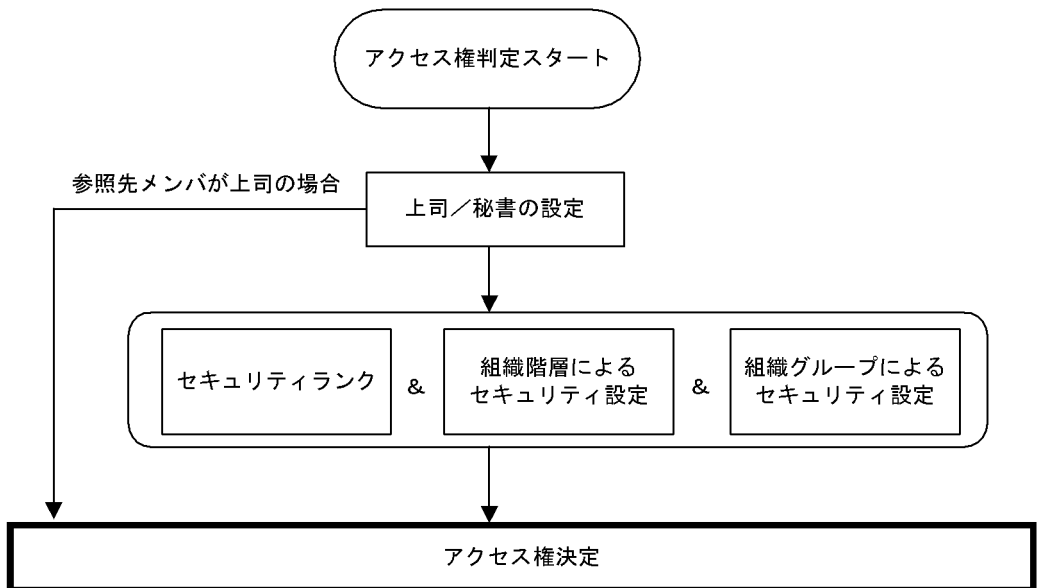 アクセス権判定スタート
参照先メンバが上司の場合
上司／秘書の設定
セキュリティランク
&
組織階層による
セキュリティ設定
&
組織グループによる
セキュリティ設定
アクセス権決定